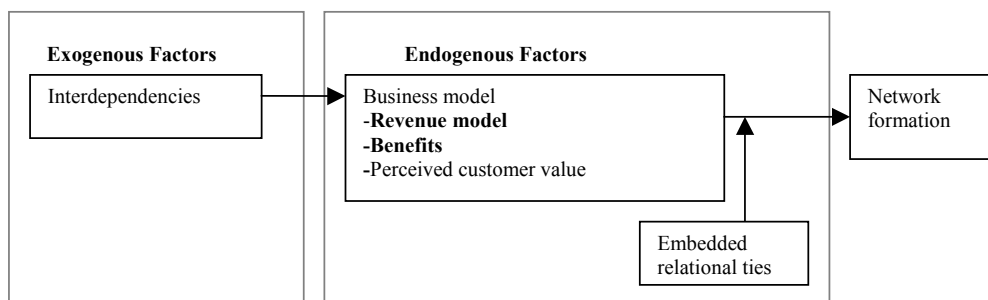 Exogenous Factors
Interdependencies
Endogenous Factors
Business model
-Revenue model
-Benefits
-Perceived customer value
Embedded
relational ties
Network
formation